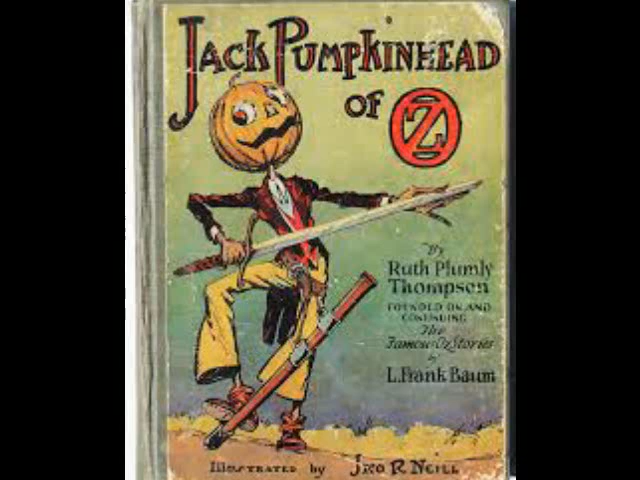 JACK PUMPKINHEAD
OF OZ
By
Ruth Plumly
Thompson
FOUNDED ON AND
CONTINUING
The
Famous Oz Stories
by
L. Frank Baum
ILLUSTRATED by JNO R. NEILL